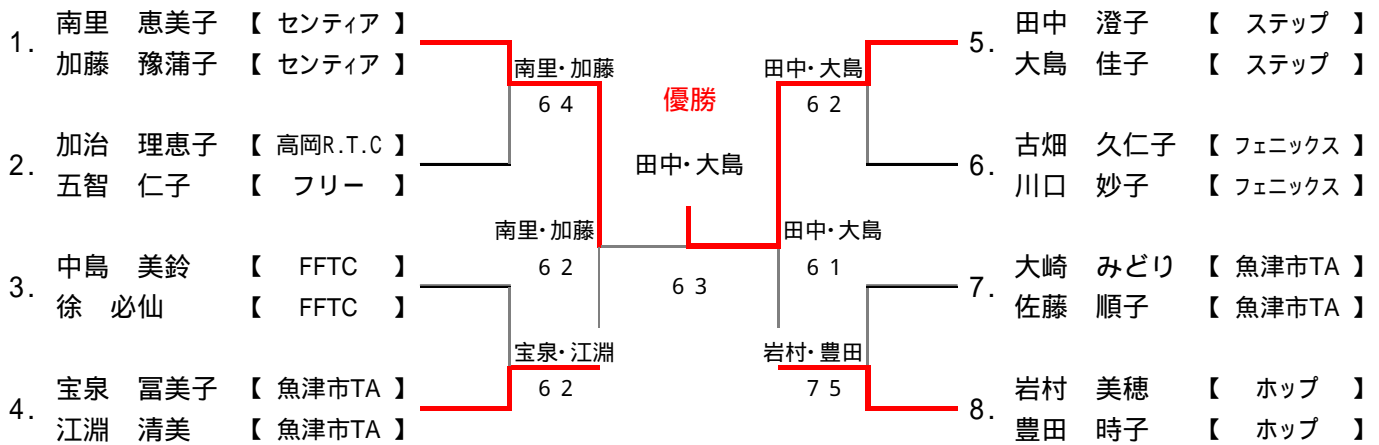 1.
南里　恵美子　【 センティア 】
加藤　豫蒲子　【 センティア 】
2.
加治　理恵子　【 高岡R.T.C 】
五智　仁子　【 フリー 】
3.
中島　美鈴　【 FFTC 】
徐　必仙　【 FFTC 】
4.
宝泉　冨美子　【 魚津市TA 】
江淵　清美　【 魚津市TA 】
南里・加藤
6 4
宝泉・江淵
6 2
南里・加藤
6 2
優勝
田中・大島
6 3
田中・大島
6 1
田中・大島
6 2
岩村・豊田
7 5
5.
田中　澄子　【 ステップ 】
大島　佳子　【 ステップ 】
6.
古畑　久仁子　【 フェニックス 】
川口　妙子　【 フェニックス 】
7.
大崎　みどり　【 魚津市TA 】
佐藤　順子　【 魚津市TA 】
8.
岩村　美穂　【 ホップ 】
豊田　時子　【 ホップ 】